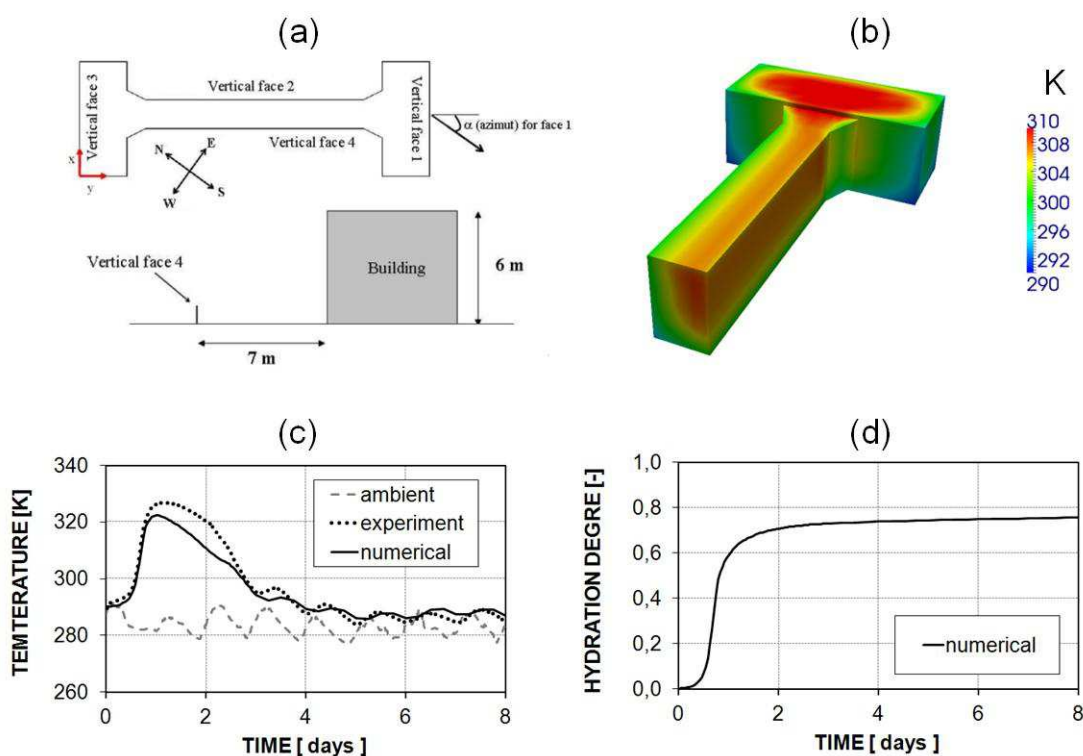 (a)
Vertical face 3
Vertical face 2
Vertical face 4
Vertical face 1
α (azimut) for face 1
x
y
N
E
W
S
Vertical face 4
Building
6 m
7 m
(b)
K
310
308
304
300
296
292
290
(c)
TEMTERATURE [K]
340
320
300
280
260
ambient
experiment
numerical
0
2
4
6
8
TIME [ days ]
(d)
HYDRATION DEGRE [-]
1,0
0,8
0,6
0,4
0,2
0,0
numerical
0
2
4
6
8
TIME [ days ]